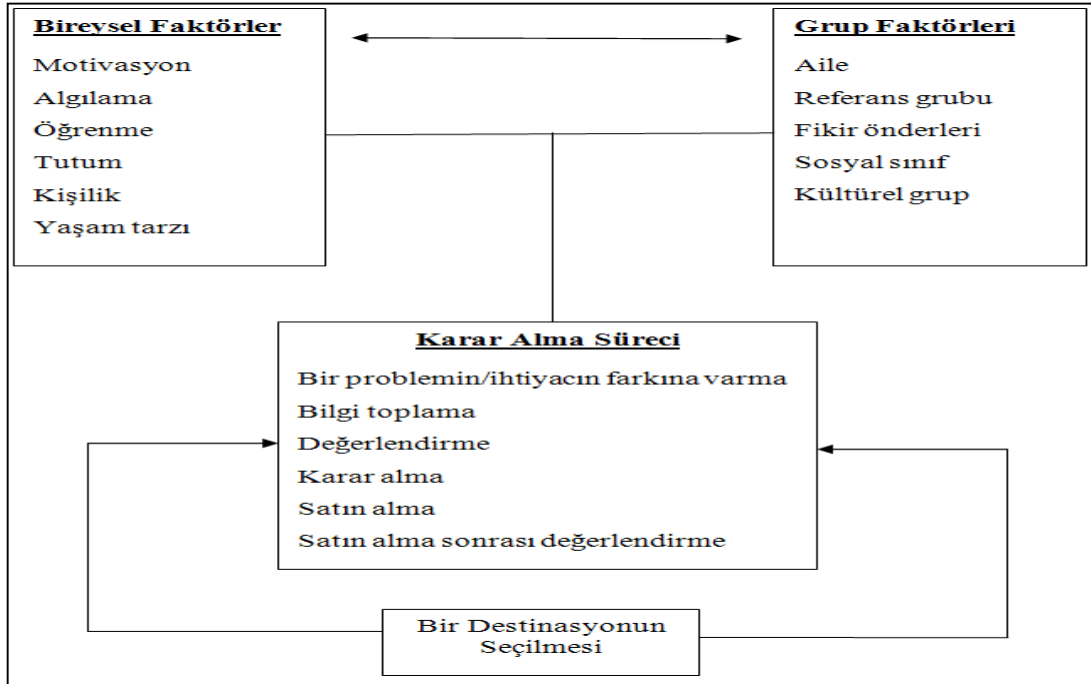 Bireysel Faktörler
Motivasyon
Algılama
Öğrenme
Tutum
Kişilik
Yaşam tarzı
Grup Faktörleri
Aile
Referans grubu
Fikir önderleri
Sosyal sınıf
Kültürel grup
Karar Alma Süreci
Bir problemin/ihtiyacın farkına varma
Bilgi toplama
Değerlendirme
Karar alma
Satın alma
Satın alma sonrası değerlendirme
Bir Destinasyonun
Seçilmesi